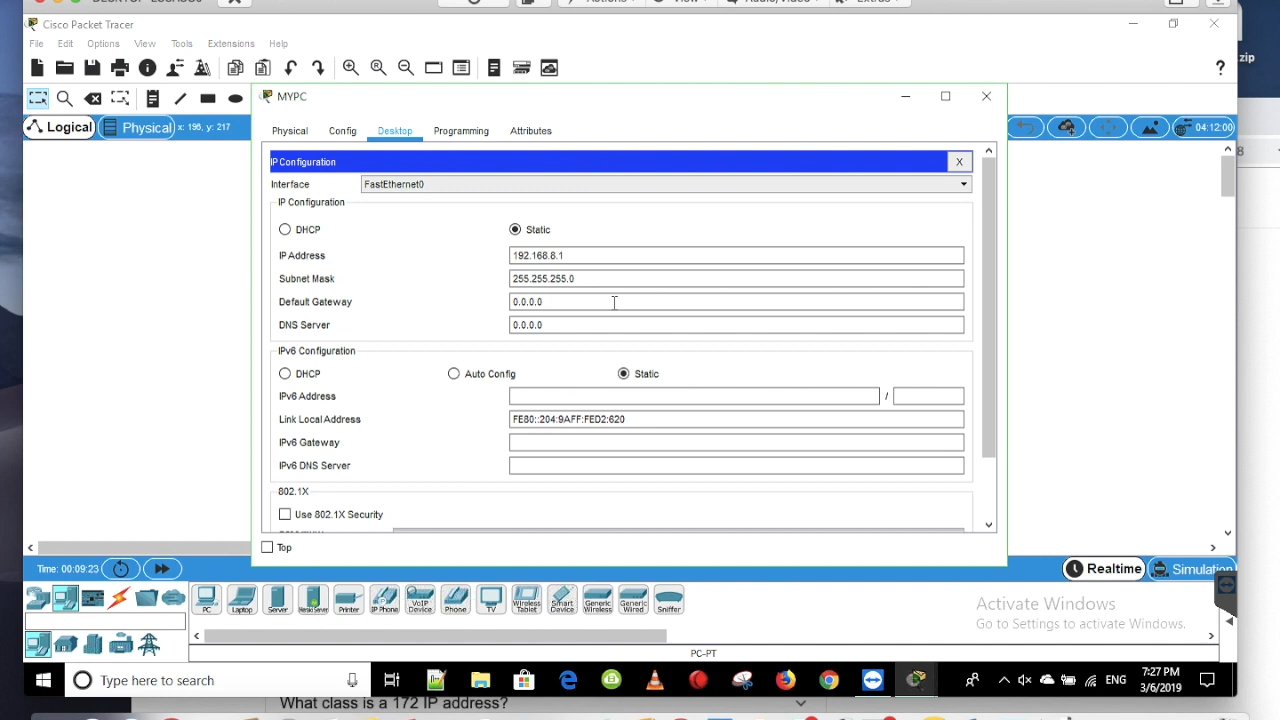 Cisco Packet Tracer
File Edit Options View Tools Extensions Help
?
zip
MYPC
Logical Physical x: 196, y: 217
04:12:00
Physical Config Desktop Programming Attributes
8
IP Configuration X
Interface FastEthernet0
IP Configuration
DHCP Static
IP Address 192.168.8.1
Subnet Mask 255.255.255.0
Default Gateway 0.0.0.0
DNS Server 0.0.0.0
IPv6 Configuration
DHCP Auto Config Static
IPv6 Address /
Link Local Address FE80::204:9AFF:FED2:620
IPv6 Gateway
IPv6 DNS Server
802.1X
Use 802.1X Security
Top
Time: 00:09:23 Realtime Simulation
PC Laptop Server Printer IP Phone VoIP Device Phone TV Wireless Tablet Smart Device Generic Wireless Generic Wired Sniffer
Activate Windows
Go to Settings to activate Windows.
PC-PT
Type here to search
ENG
7:27 PM
3/6/2019
What class is a 172 IP address?